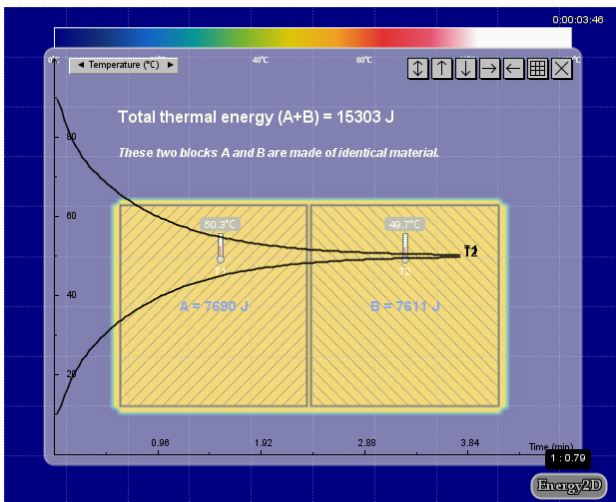 0:00:03:46
0°C
40°C
60°C
◄ Temperature (°C) ►
Total thermal energy (A+B) = 15303 J
80
These two blocks A and B are made of identical material.
60
50.3°C
49.7°C
T1
T2
T2
40
A = 7690 J
B = 7611 J
20
0.96
1.92
2.88
3.84
Time (min)
1 : 0.79
Energy2D